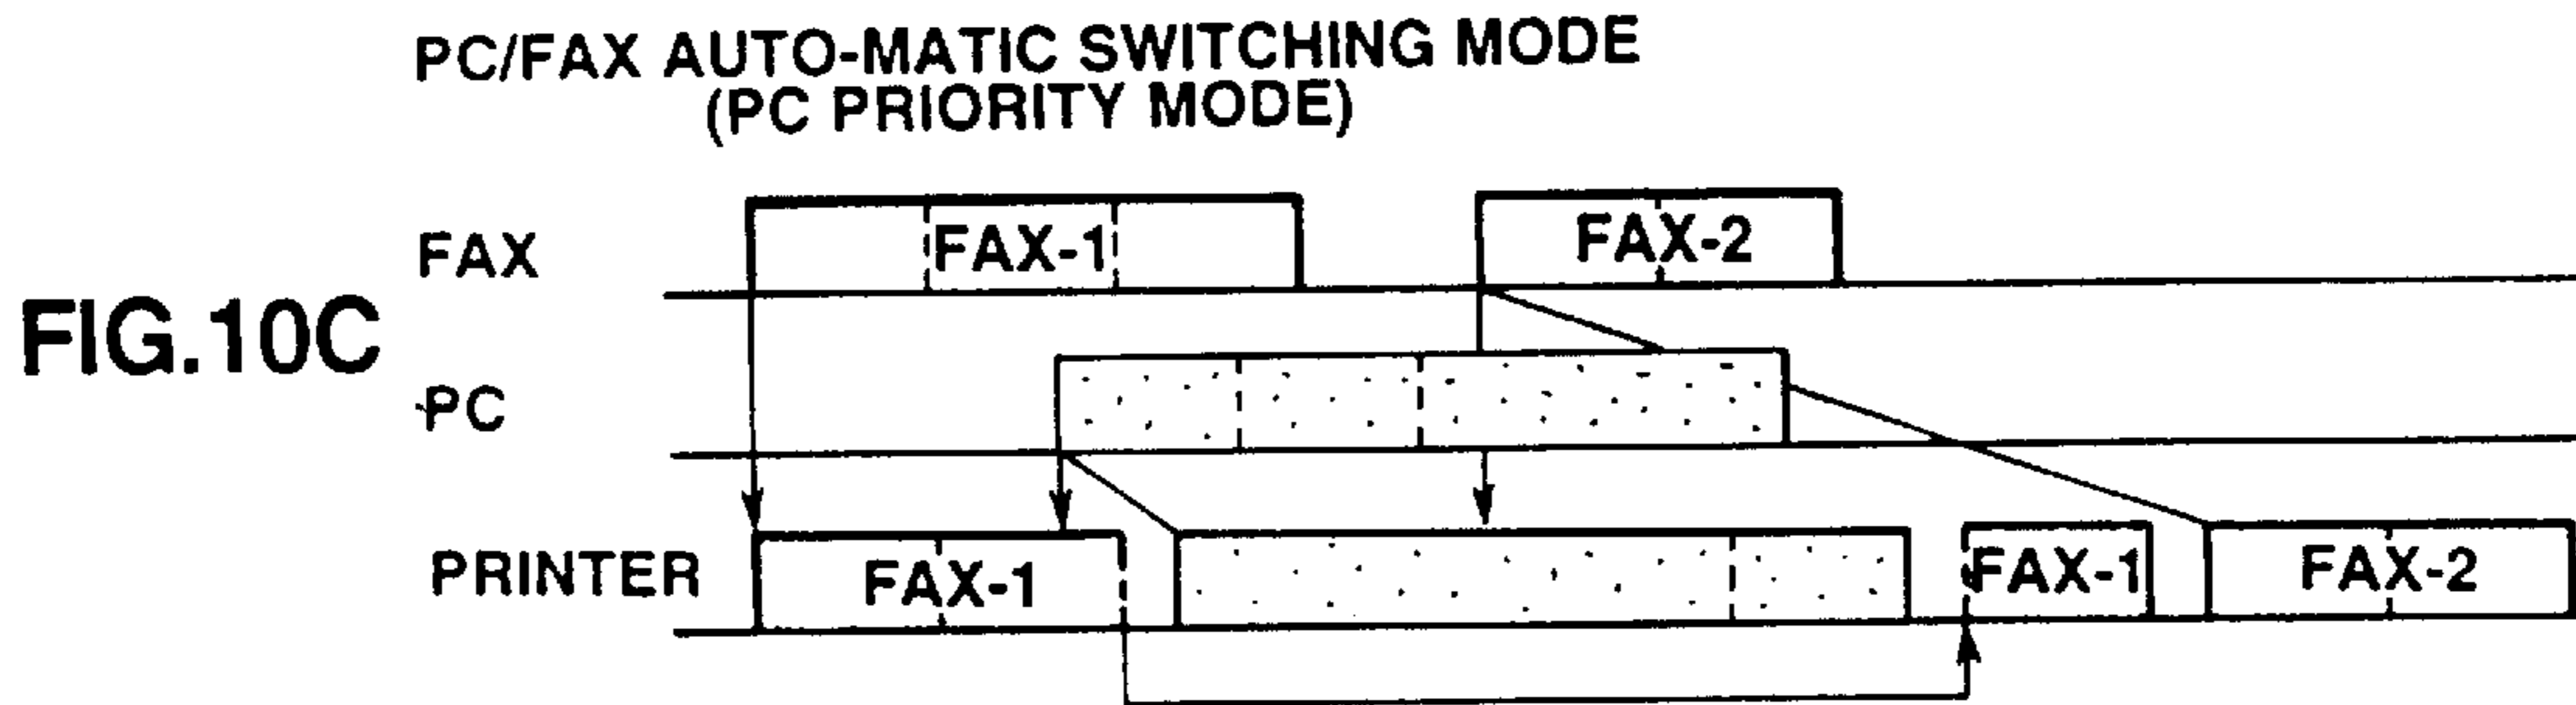 PC/FAX AUTO-MATIC SWITCHING MODE
(PC PRIORITY MODE)
FAX
FAX-1
FAX-2
FIG.10C
PC
PRINTER
FAX-1
FAX-1
FAX-2